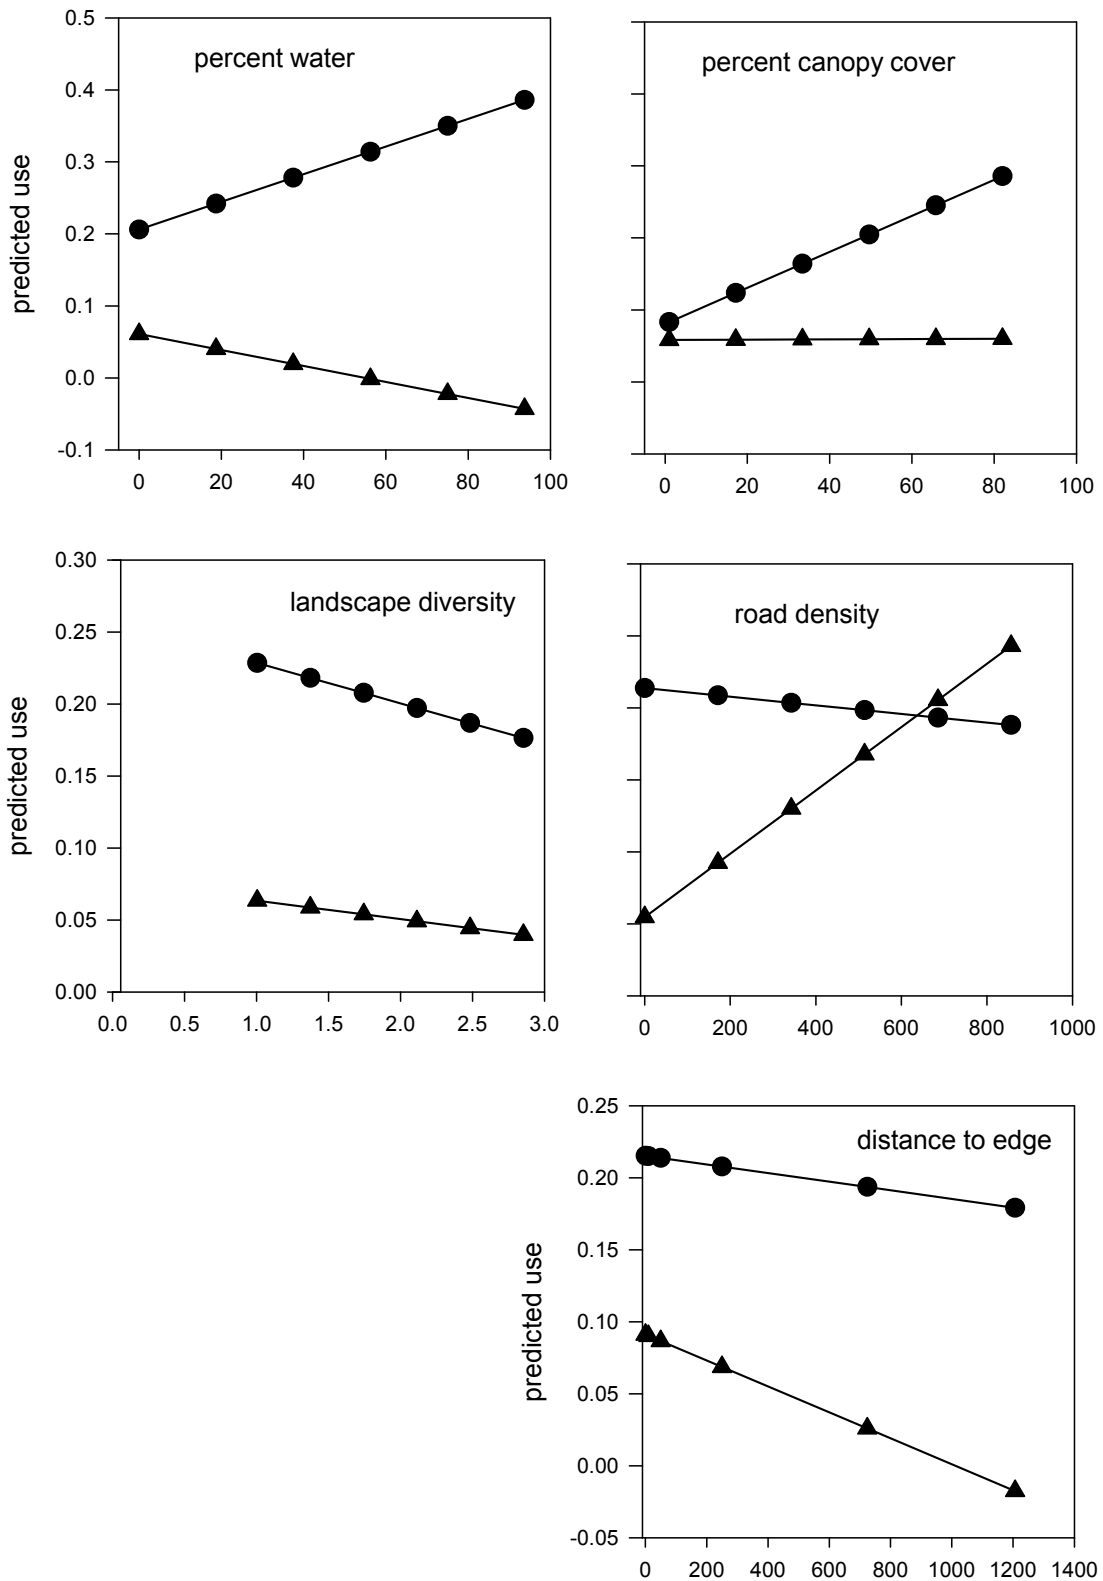 percent water
predicted use
0.5
0.4
0.3
0.2
0.1
0.0
-0.1
0 20 40 60 80 100
percent canopy cover
0 20 40 60 80 100
landscape diversity
predicted use
0.30
0.25
0.20
0.15
0.10
0.05
0.00
0.0 0.5 1.0 1.5 2.0 2.5 3.0
road density
0 200 400 600 800 1000
distance to edge
predicted use
0.25
0.20
0.15
0.10
0.05
0.00
-0.05
0 200 400 600 800 1000 1200 1400